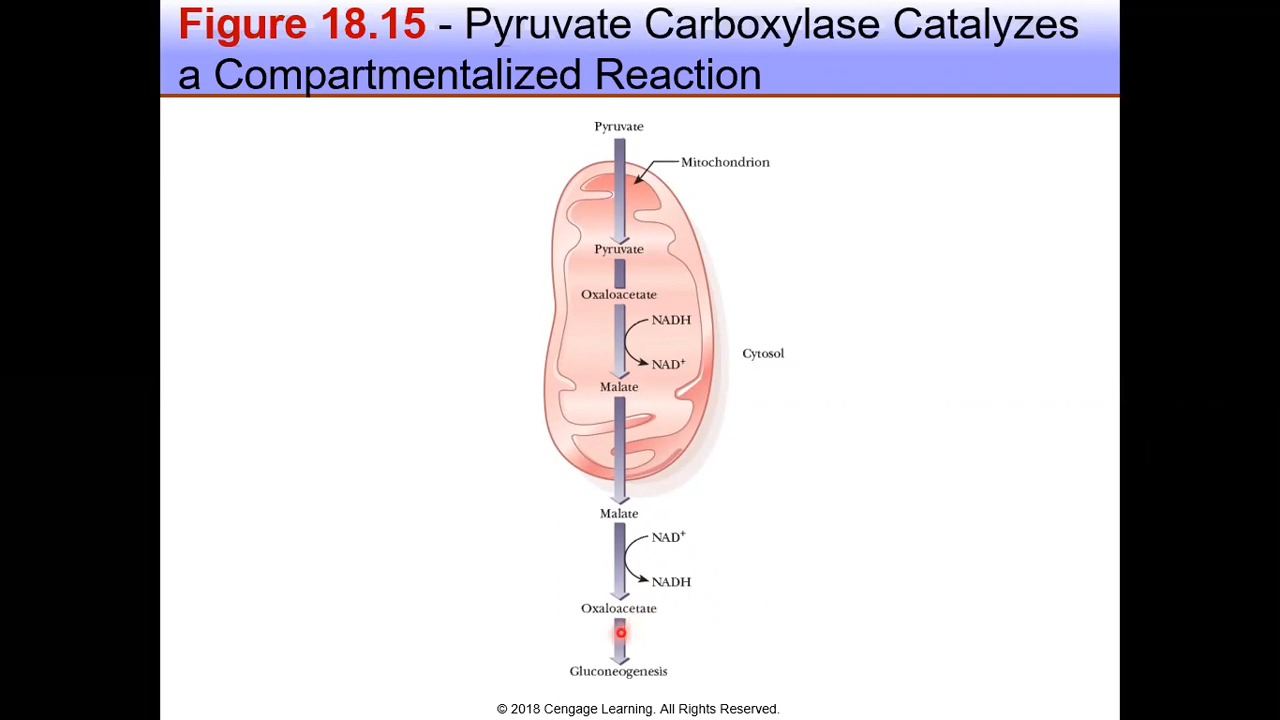 Figure 18.15 - Pyruvate Carboxylase Catalyzes
a Compartmentalized Reaction
Pyruvate
Mitochondrion
Pyruvate
Oxaloacetate
NADH
Cytosol
NAD⁺
Malate
Malate
NAD⁺
NADH
Oxaloacetate
Gluconeogenesis
© 2018 Cengage Learning. All Rights Reserved.